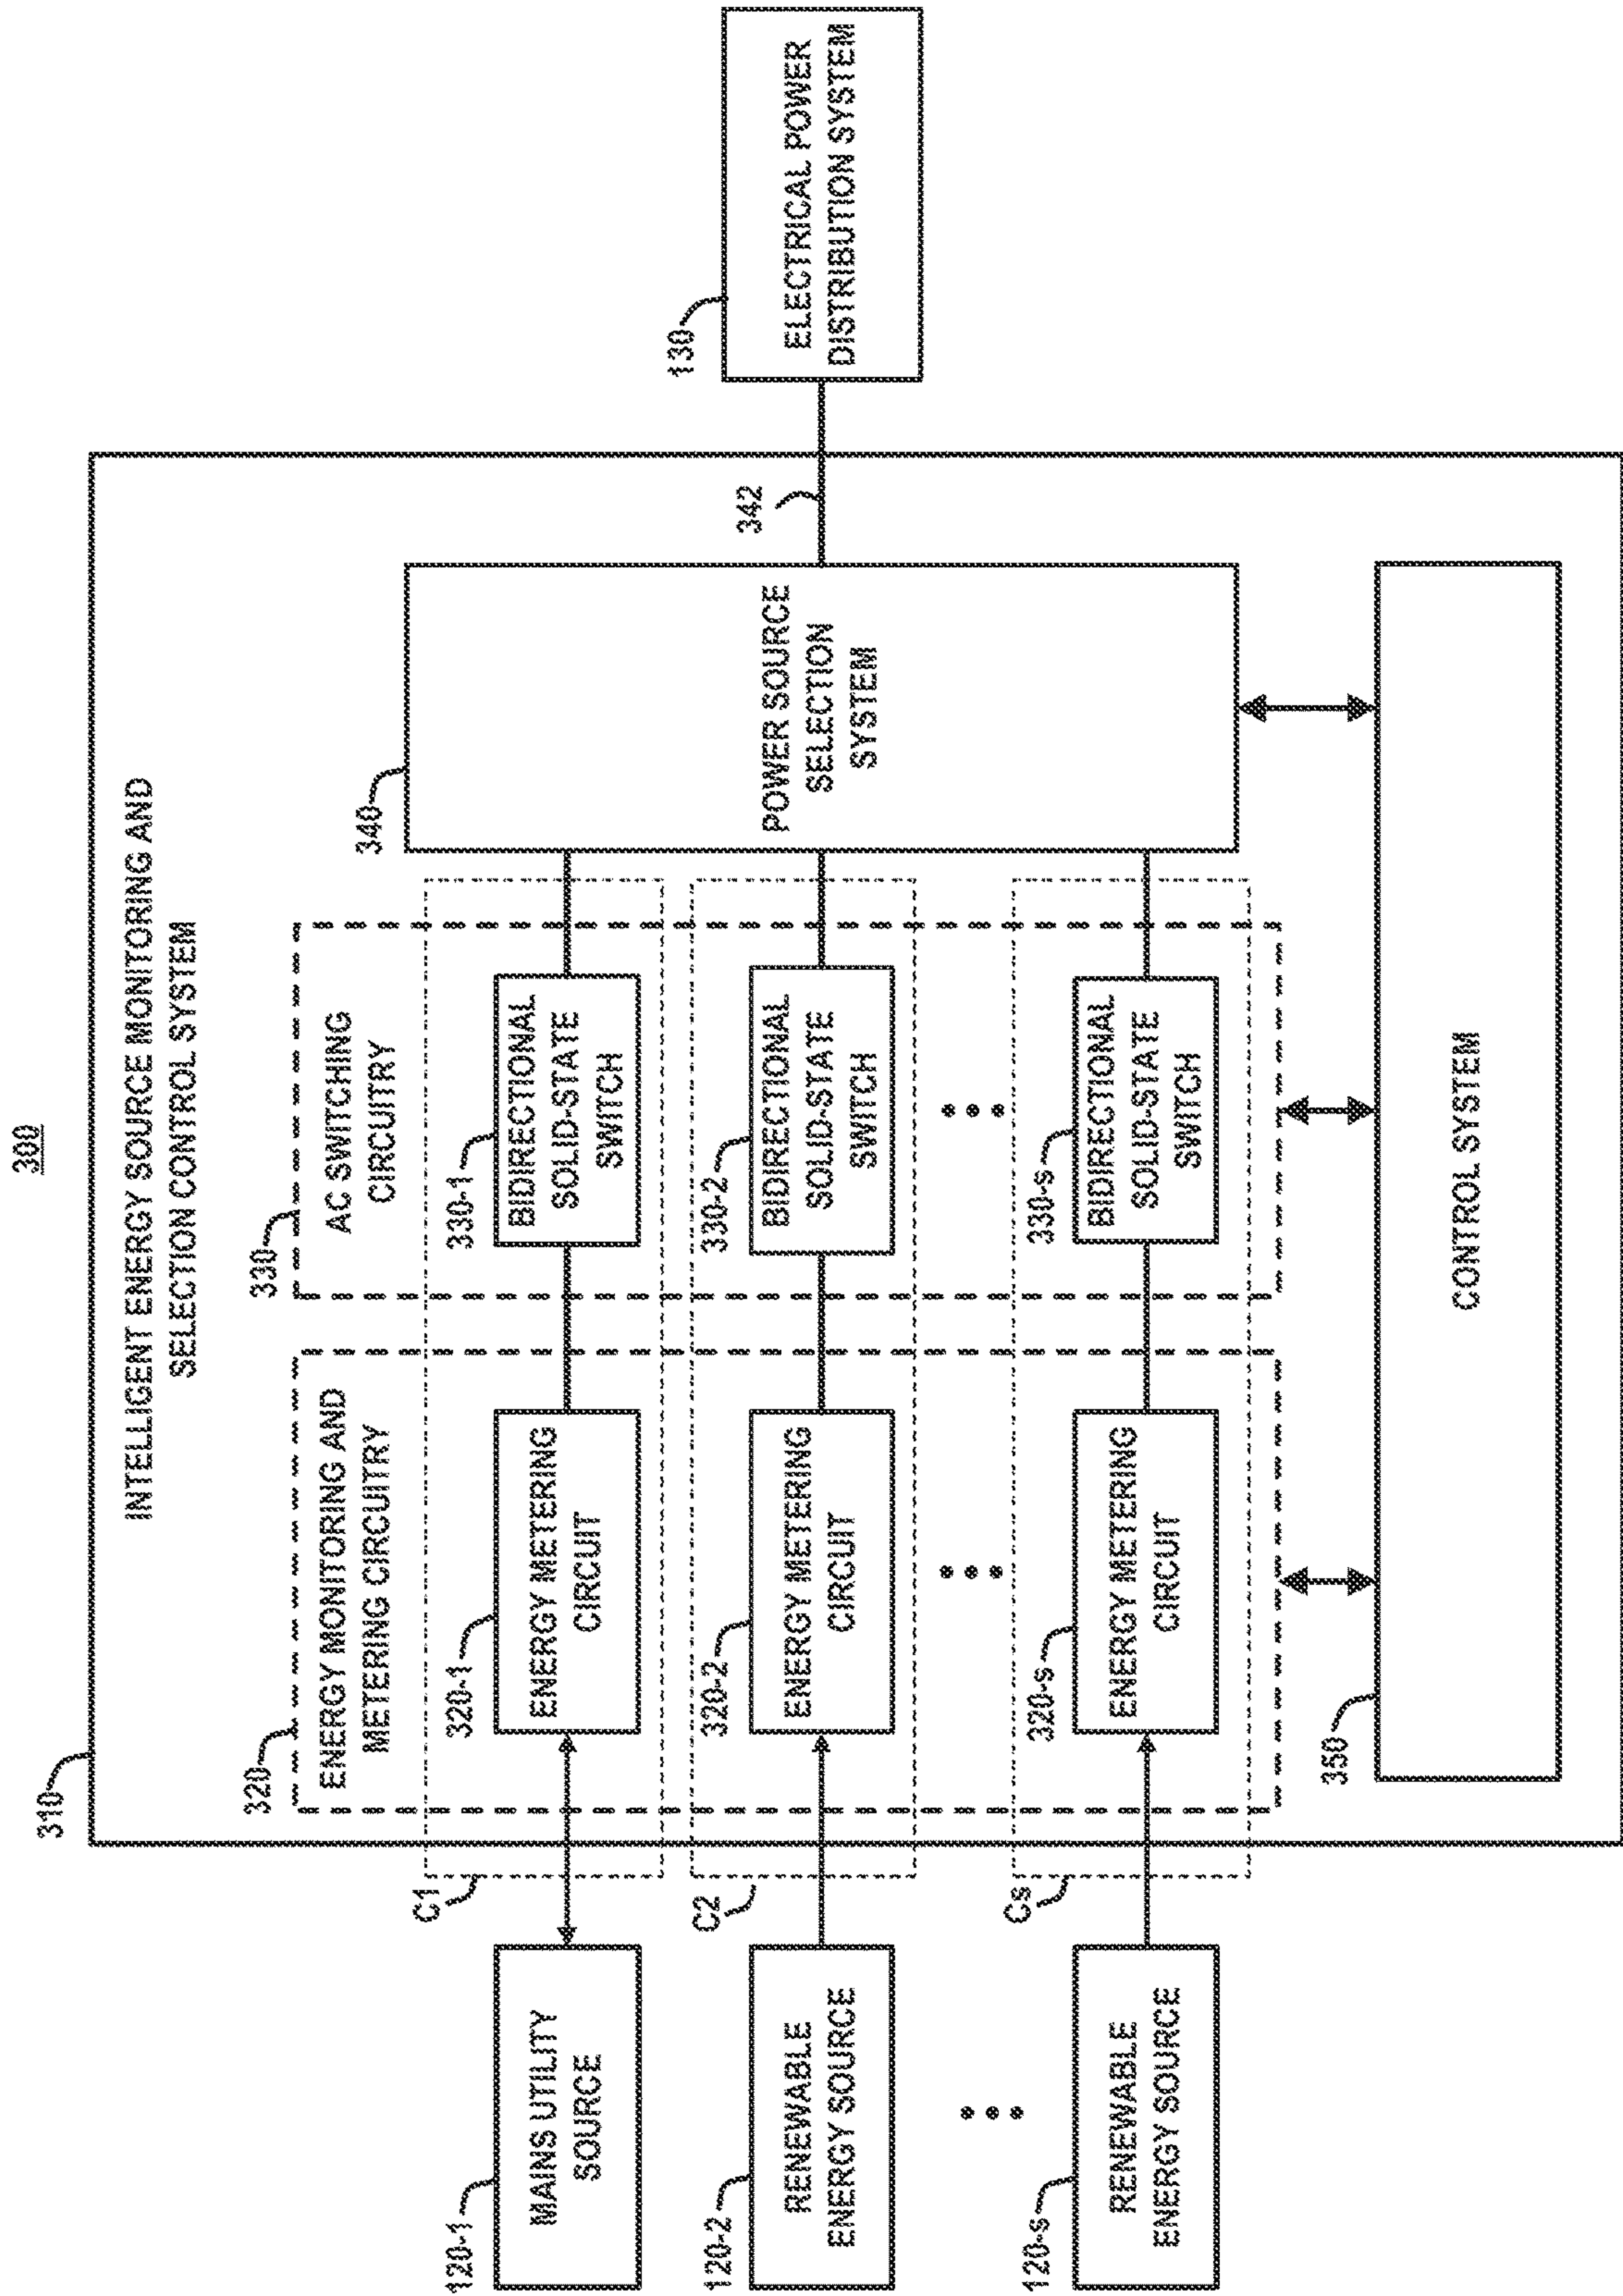 300
310
INTELLIGENT ENERGY SOURCE MONITORING AND
SELECTION CONTROL SYSTEM
320
ENERGY MONITORING AND
METERING CIRCUITRY
330
AC SWITCHING
CIRCUITRY
340
POWER SOURCE
SELECTION
SYSTEM
342
130
ELECTRICAL POWER
DISTRIBUTION SYSTEM
120-1
MAINS UTILITY
SOURCE
C1
320-1
ENERGY METERING
CIRCUIT
330-1
BIDIRECTIONAL
SOLID-STATE
SWITCH
120-2
RENEWABLE
ENERGY SOURCE
C2
320-2
ENERGY METERING
CIRCUIT
330-2
BIDIRECTIONAL
SOLID-STATE
SWITCH
120-s
RENEWABLE
ENERGY SOURCE
Cs
320-s
ENERGY METERING
CIRCUIT
330-s
BIDIRECTIONAL
SOLID-STATE
SWITCH
350
CONTROL SYSTEM